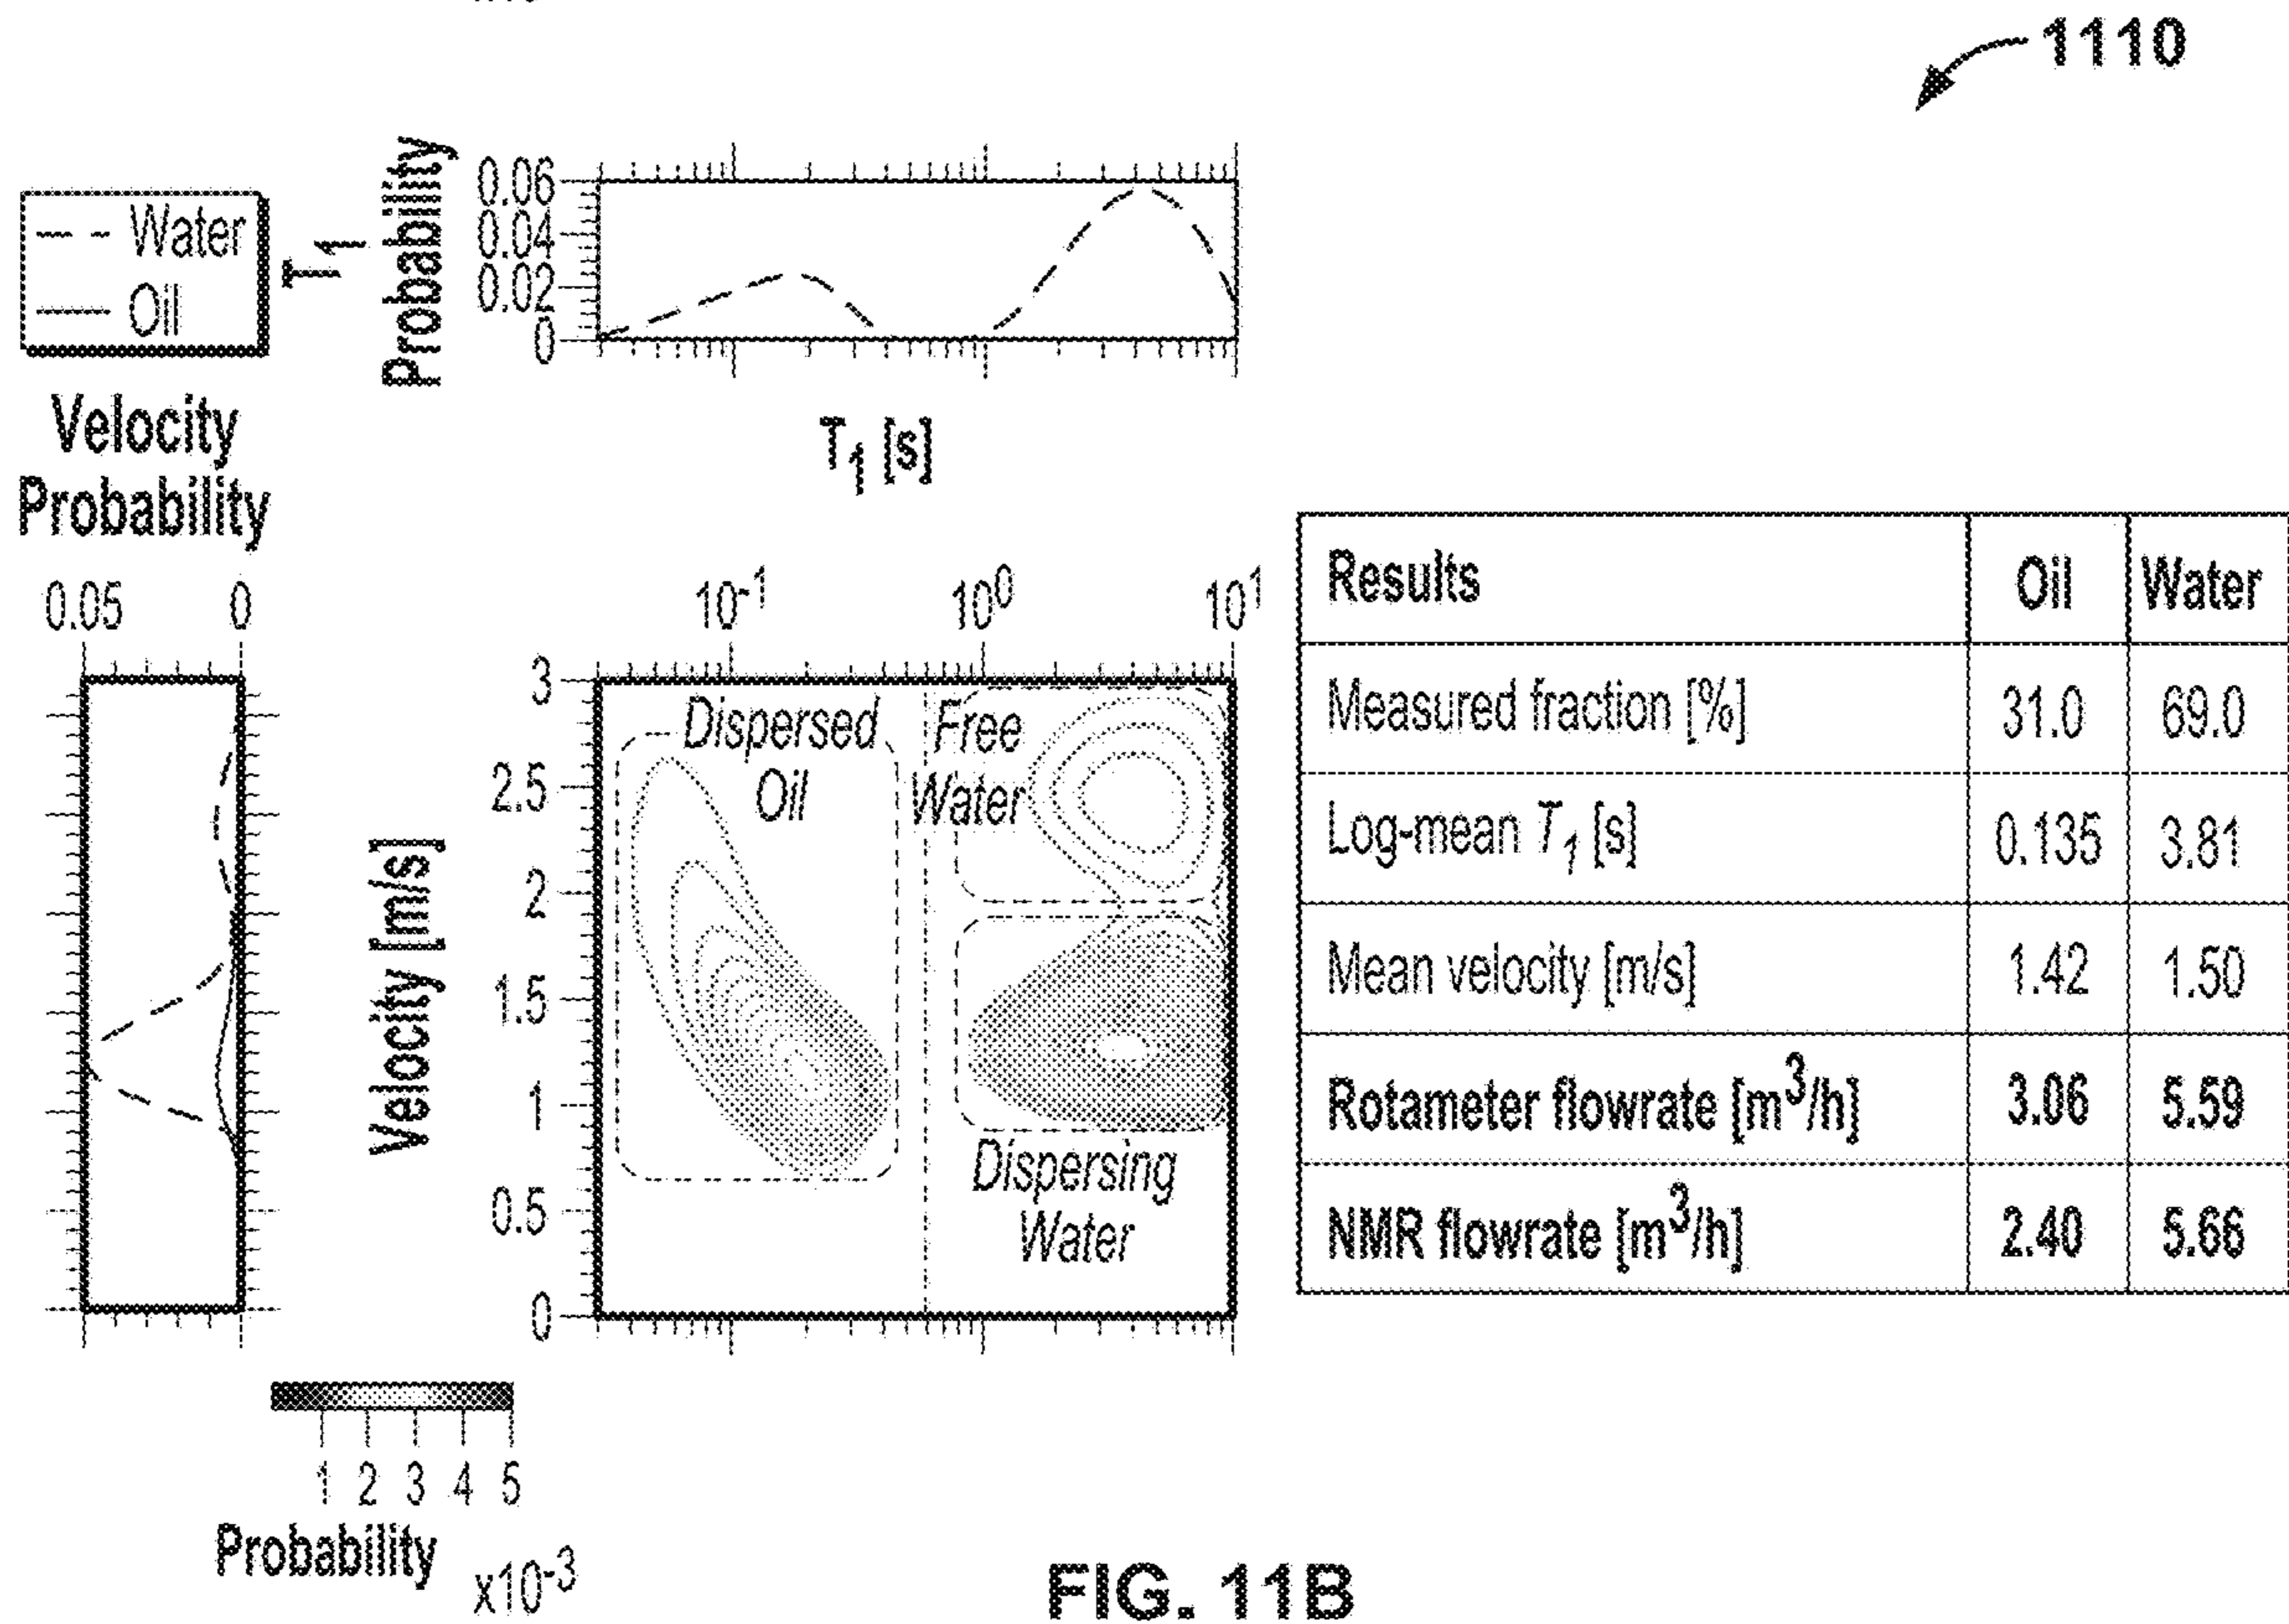 1110
Water
Oil
T1
Probability
0.06
0.04
0.02
0
T1 [s]
Velocity
Probability
0.05 0
10-1 100 101
Velocity [m/s]
3
2.5
2
1.5
1
0.5
0
Dispersed
Oil
Free
Water
Dispersing
Water
Results Oil Water
Measured fraction [%] 31.0 69.0
Log-mean T1 [s] 0.135 3.81
Mean velocity [m/s] 1.42 1.50
Rotameter flowrate [m3/h] 3.06 5.59
NMR flowrate [m3/h] 2.40 5.66
1 2 3 4 5
Probability x10-3
FIG. 11B